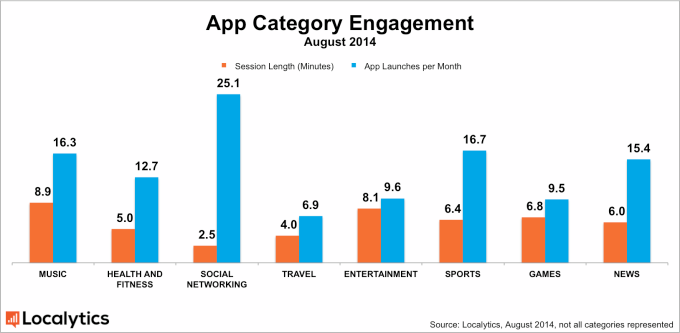 App Category Engagement
August 2014
Session Length (Minutes) App Launches per Month
8.9 16.3 5.0 12.7 2.5 25.1 4.0 6.9 8.1 9.6 6.4 16.7 6.8 9.5 6.0 15.4
MUSIC HEALTH AND FITNESS SOCIAL NETWORKING TRAVEL ENTERTAINMENT SPORTS GAMES NEWS
Localytics
Source: Localytics, August 2014, not all categories represented